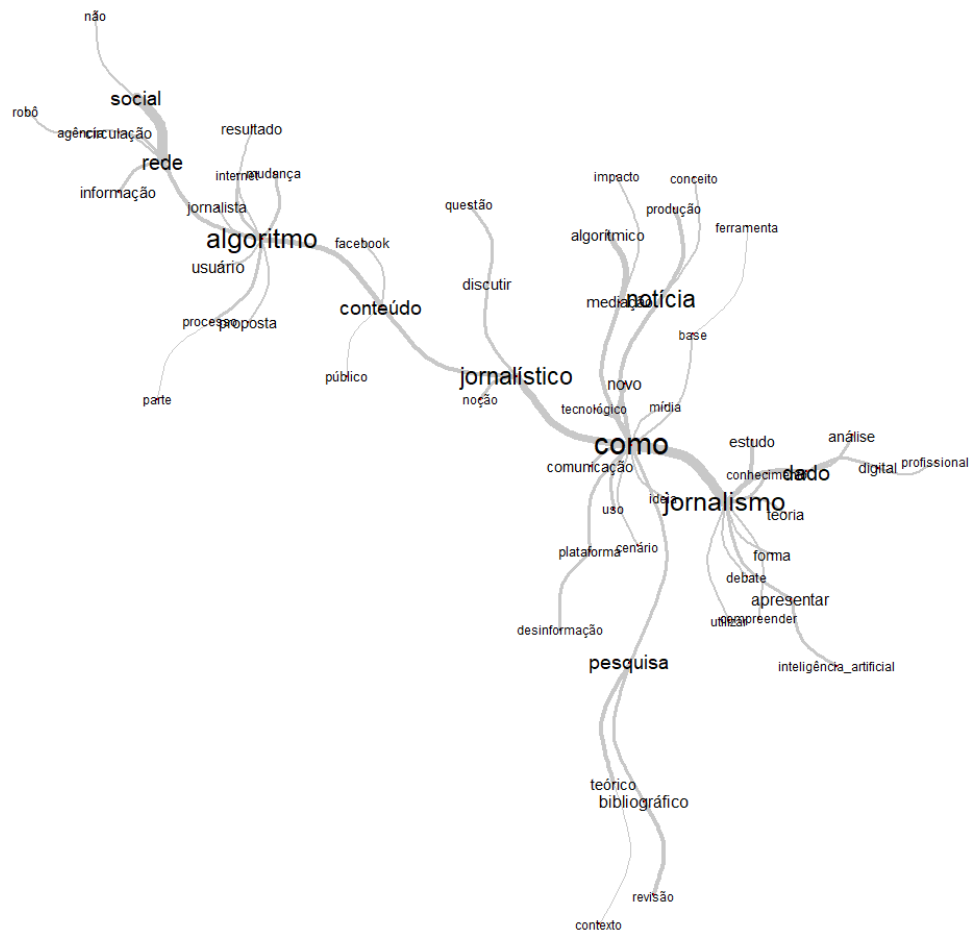 não
social
robô
agência
circulação
resultado
rede
internet
mudança
informação
jornalista
algoritmo
facebook
usuário
conteúdo
processo
proposta
público
parte
questão
discutir
jornalístico
noção
impacto
conceito
produção
algorítmico
ferramenta
mediação
notícia
base
novo
tecnológico
mídia
como
comunicação
estudo
análise
conhecimento
dado
digital
profissional
ideia
jornalismo
uso
teoria
plataforma
cenário
forma
debate
apresentar
utilizar
compreender
desinformação
pesquisa
inteligência_artificial
teórico
bibliográfico
revisão
contexto